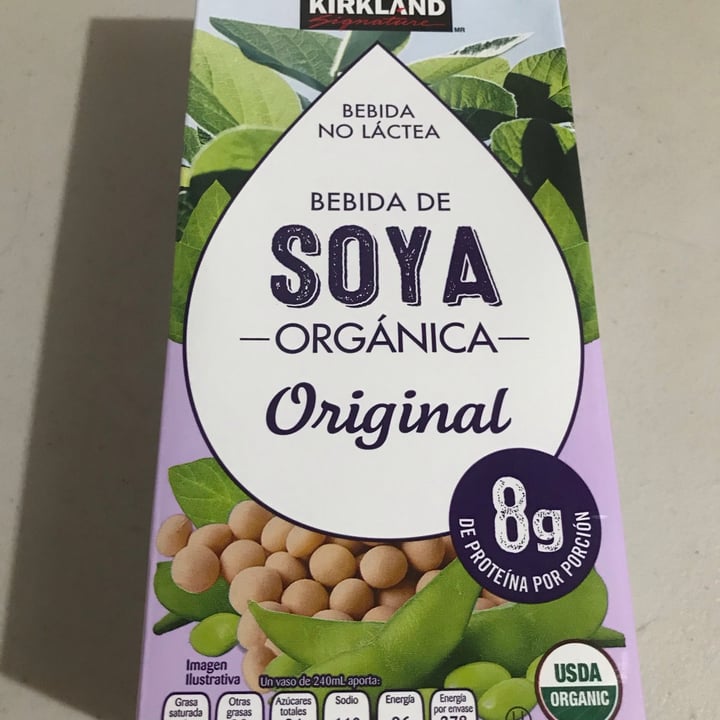 KIRKLAND
Signature
MR
BEBIDA
NO LÁCTEA
BEBIDA DE
SOYA
ORGÁNICA
Original
8g
DE PROTEÍNA POR PORCIÓN
Imagen
Ilustrativa
Un vaso de 240mL aporta:
Grasa
saturada
Otras
grasas
Azúcares
totales
Sodio
Energía
Energía
por envase
USDA
ORGANIC